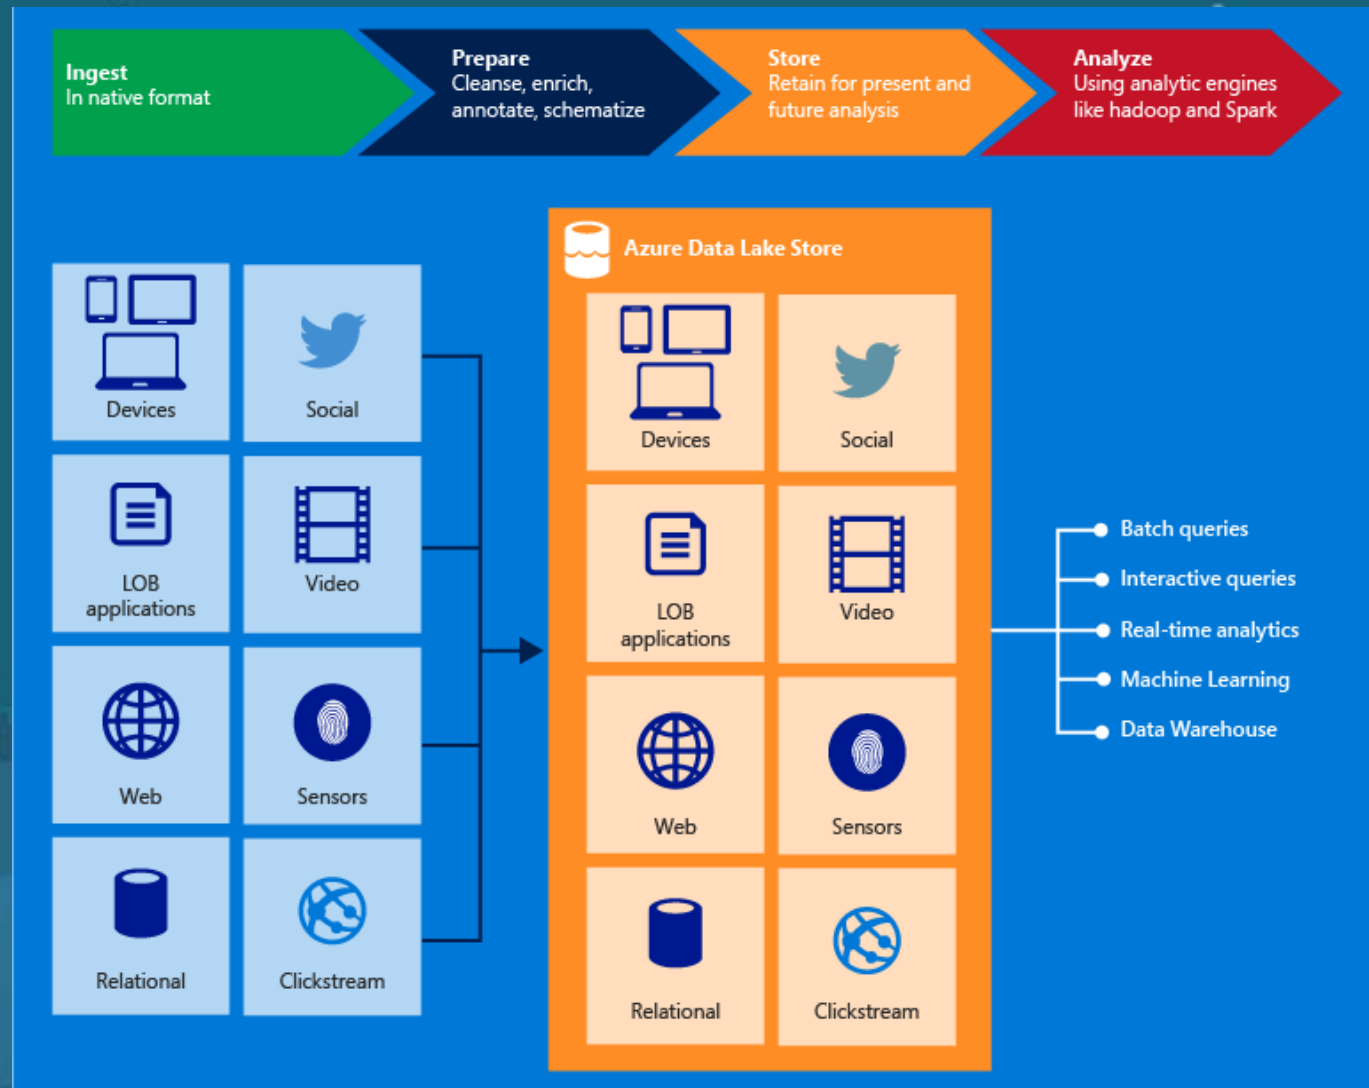 Ingest
In native format
Prepare
Cleanse, enrich,
annotate, schematize
Store
Retain for present and
future analysis
Analyze
Using analytic engines
like hadoop and Spark
Devices
Social
LOB
applications
Video
Web
Sensors
Relational
Clickstream
Azure Data Lake Store
Devices
Social
LOB
applications
Video
Web
Sensors
Relational
Clickstream
Batch queries
Interactive queries
Real-time analytics
Machine Learning
Data Warehouse